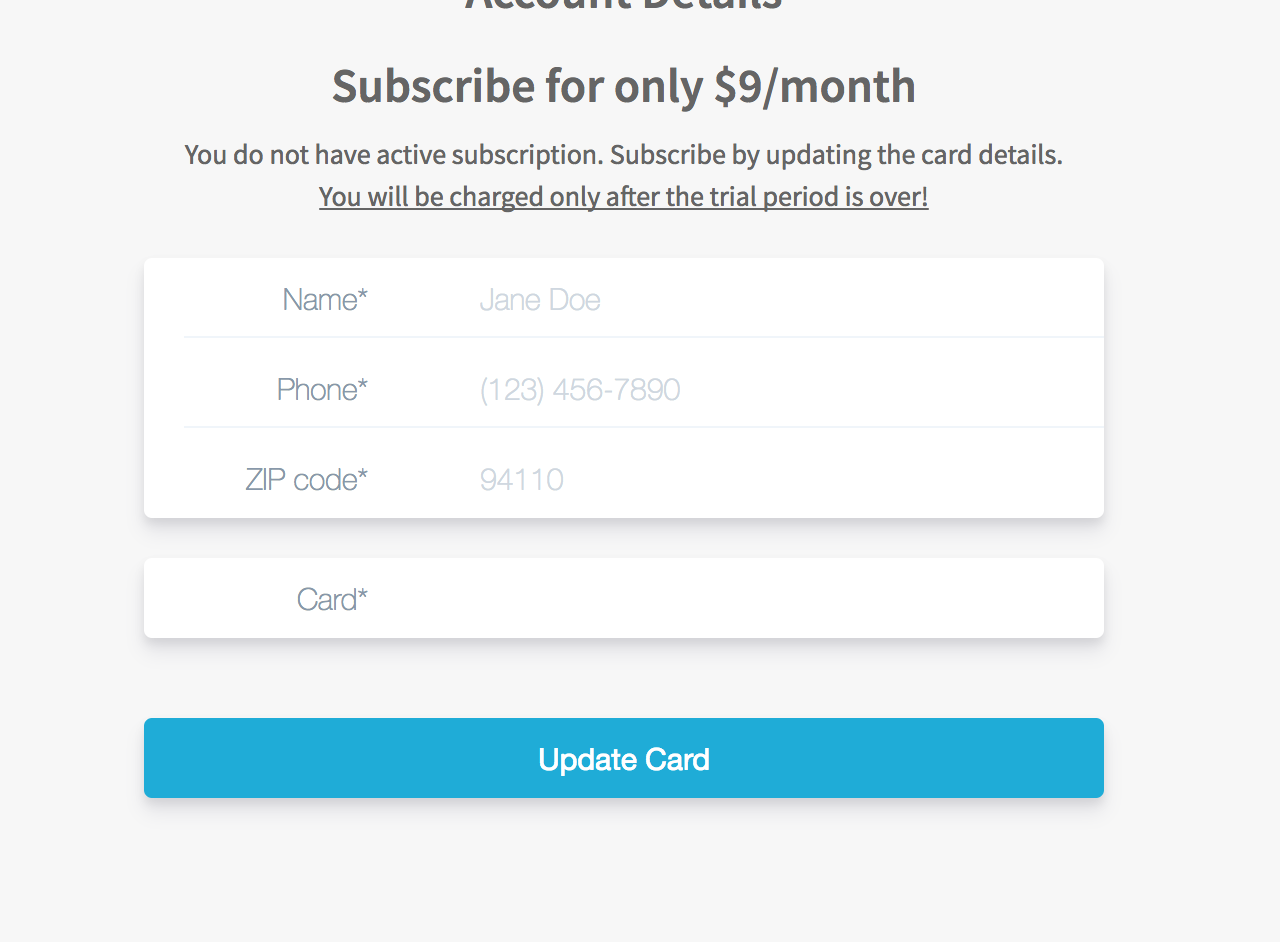 Account Details
Subscribe for only $9/month
You do not have active subscription. Subscribe by updating the card details.
You will be charged only after the trial period is over!
Name* Jane Doe
Phone* (123) 456-7890
ZIP code* 94110
Card*
Update Card